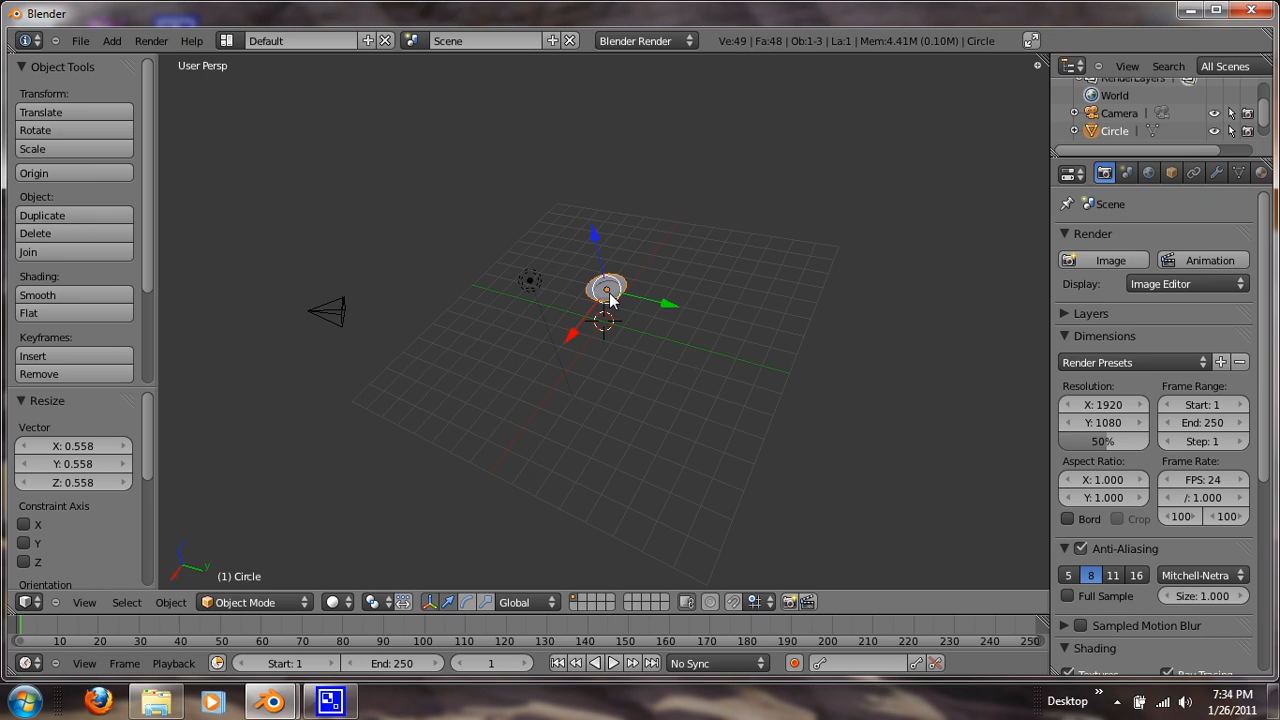 Blender
File Add Render Help Default Scene Blender Render Ve:49 | Fa:48 | Ob:1-3 | La:1 | Mem:4.41M (0.10M) | Circle
Object Tools
Transform:
Translate
Rotate
Scale
Origin
Object:
Duplicate
Delete
Join
Shading:
Smooth
Flat
Keyframes:
Insert
Remove
Resize
Vector
X: 0.558
Y: 0.558
Z: 0.558
Constraint Axis
X
Y
Z
Orientation
User Persp
y
(1) Circle
View Select Object Object Mode Global
10 20 30 40 50 60 70 80 90 100 110 120 130 140 150 160 170 180 190 200 210 220 230 240 250
View Frame Playback Start: 1 End: 250 1 No Sync
View Search All Scenes
RenderLayers
World
Camera
Circle
Scene
Render
Image Animation
Display: Image Editor
Layers
Dimensions
Render Presets
Resolution: Frame Range:
X: 1920 Start: 1
Y: 1080 End: 250
50% Step: 1
Aspect Ratio: Frame Rate:
X: 1.000 FPS: 24
Y: 1.000 /: 1.000
Bord Crop 100 100
Anti-Aliasing
5 8 11 16 Mitchell-Netra
Full Sample Size: 1.000
Sampled Motion Blur
Shading
Textures Ray Tracing
Desktop » 7:34 PM
1/26/2011